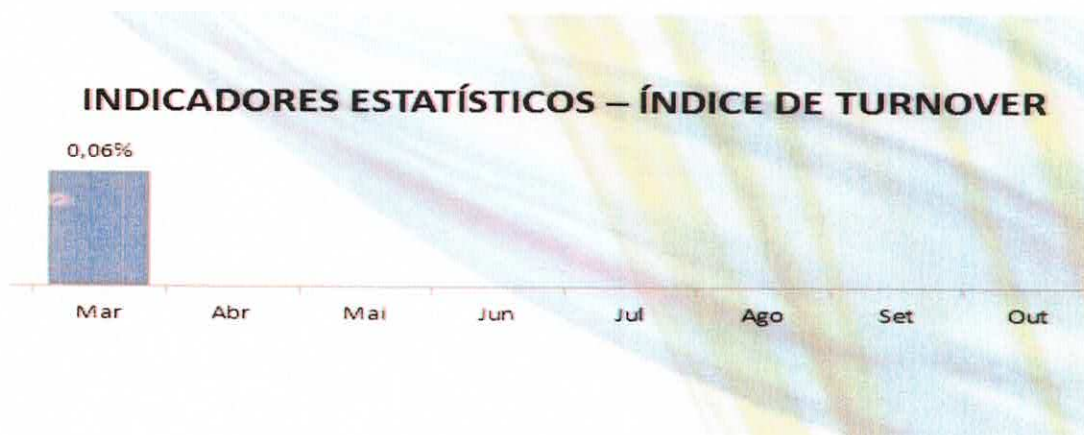 INDICADORES ESTATÍSTICOS – ÍNDICE DE TURNOVER
0,06%
Mar Abr Mai Jun Jul Ago Set Out